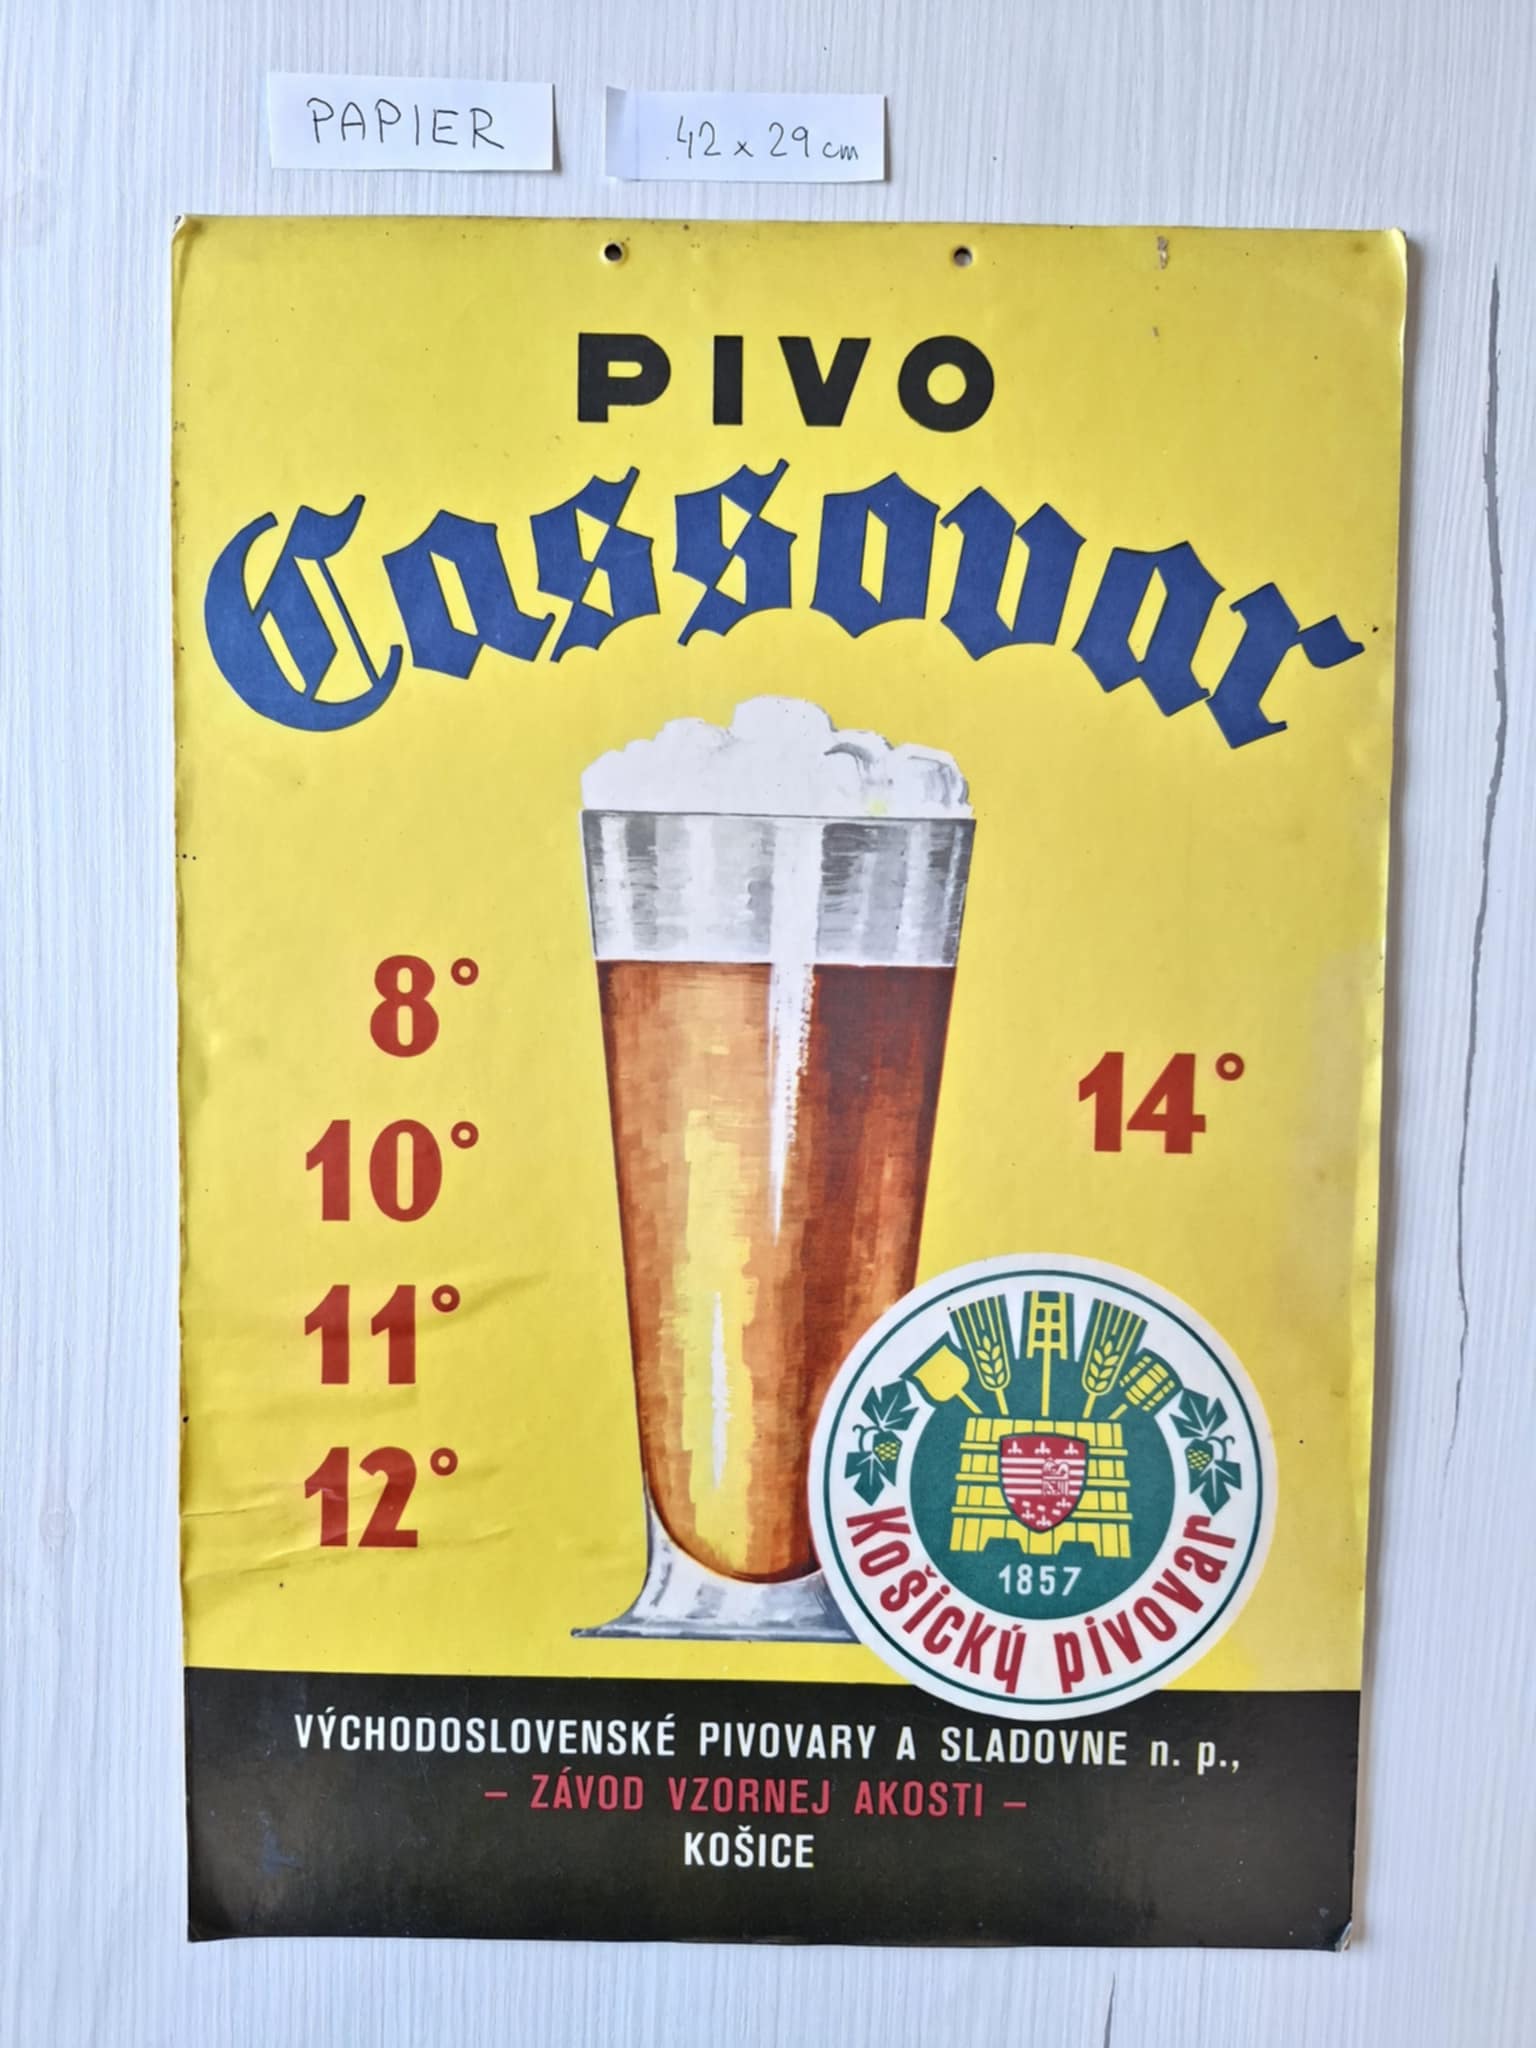 PAPIER
42 x 29 cm
PIVO
Cassovar
8°
10°
11°
12°
14°
1857
Košický pivovar
VÝCHODOSLOVENSKÉ PIVOVARY A SLADOVNE n. p.,
– ZÁVOD VZORNEJ AKOSTI –
KOŠICE